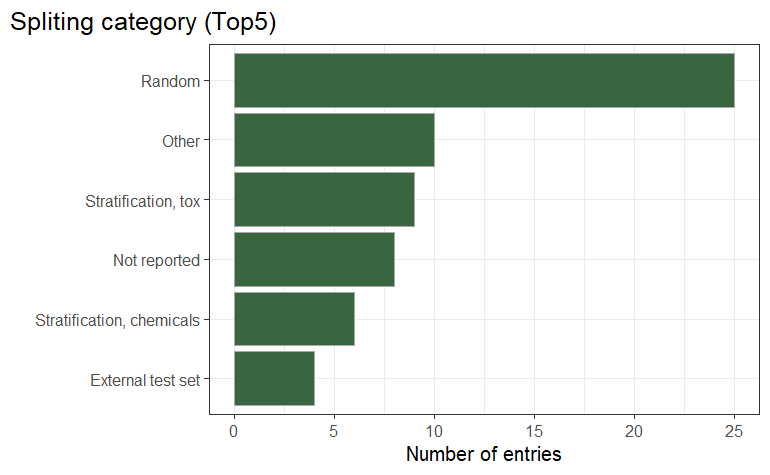 Spliting category (Top5)
Random
Other
Stratification, tox
Not reported
Stratification, chemicals
External test set
0 5 10 15 20 25
Number of entries